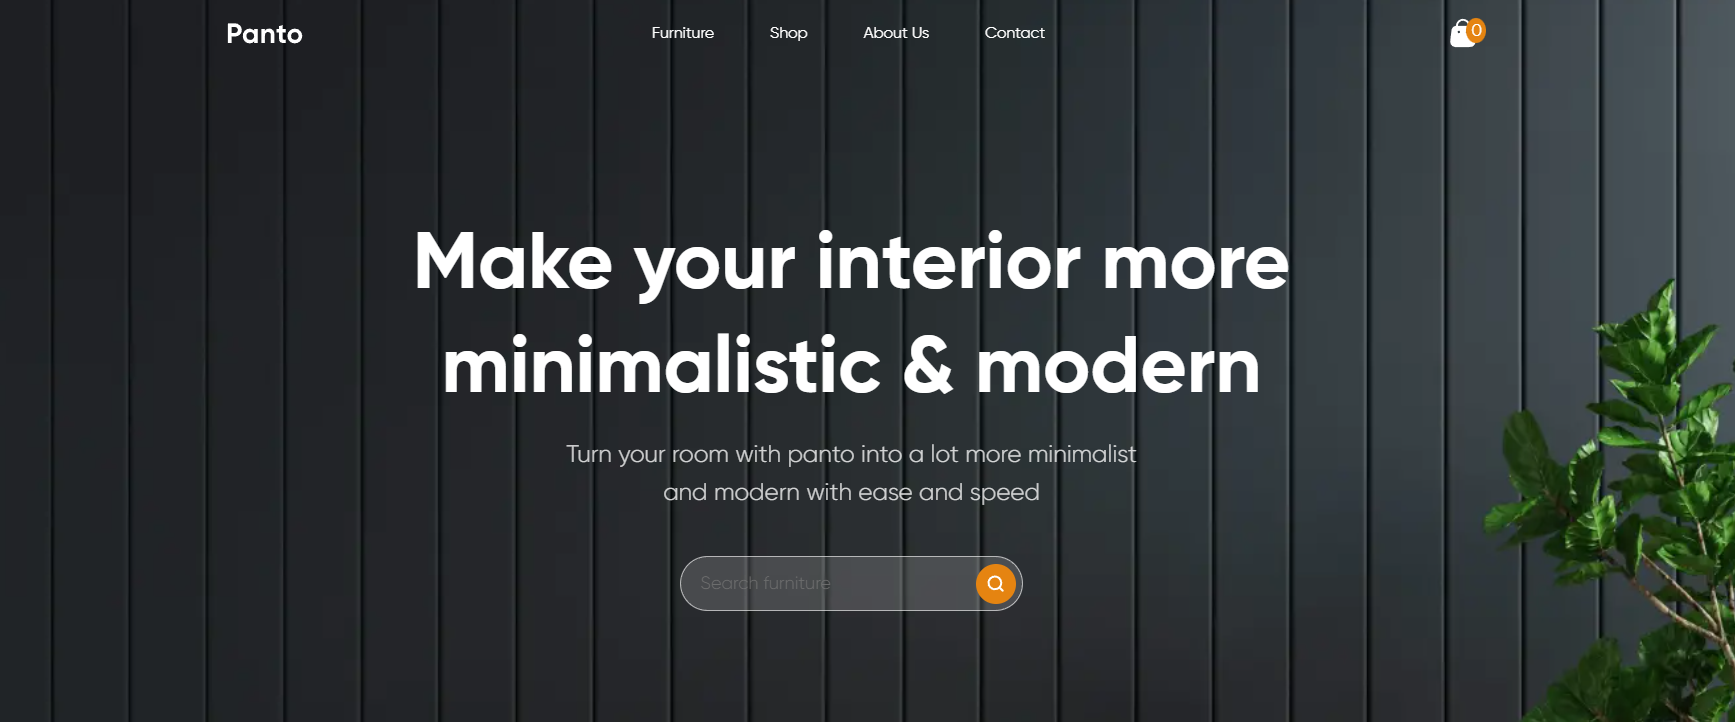 Panto
Furniture
Shop
About Us
Contact
0
Make your interior more
minimalistic & modern
Turn your room with panto into a lot more minimalist
and modern with ease and speed
Search furniture